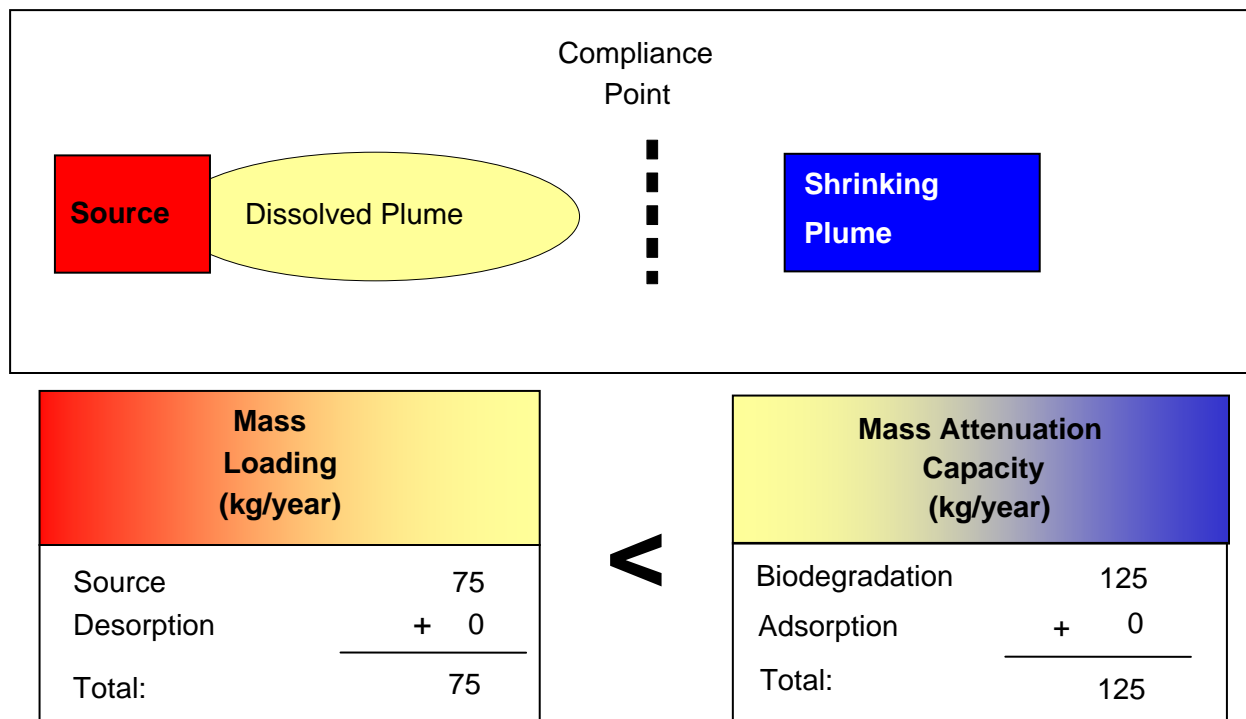 Compliance
Point
Source
Dissolved Plume
Shrinking
Plume
Mass
Loading
(kg/year)
Source 75
Desorption + 0
Total: 75
<
Mass Attenuation
Capacity
(kg/year)
Biodegradation 125
Adsorption + 0
Total: 125